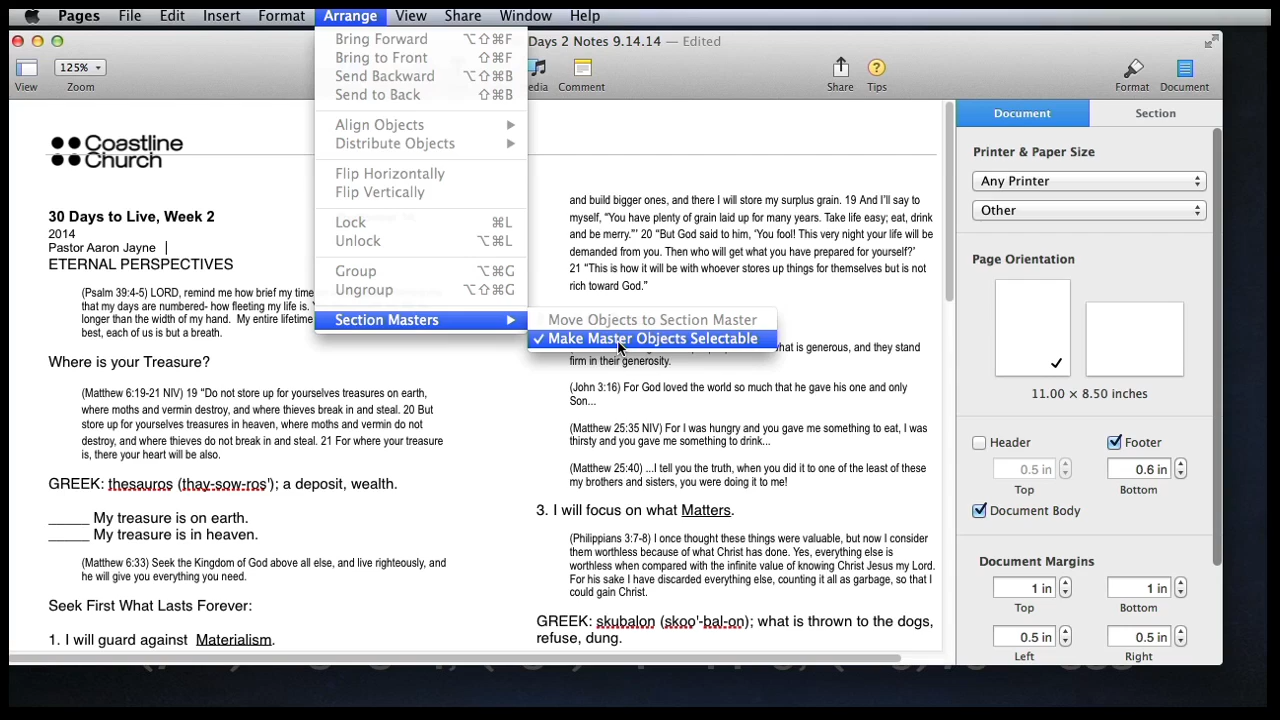 Pages File Edit Insert Format Arrange View Share Window Help
Days 2 Notes 9.14.14 — Edited
View
125%
Zoom
edia
Comment
Share
Tips
Format
Document
Bring Forward ⌥⇧⌘F
Bring to Front ⇧⌘F
Send Backward ⌥⇧⌘B
Send to Back ⇧⌘B
Align Objects
Distribute Objects
Flip Horizontally
Flip Vertically
Lock ⌘L
Unlock ⌥⌘L
Group ⌥⌘G
Ungroup ⌥⇧⌘G
Section Masters
Move Objects to Section Master
✓ Make Master Objects Selectable
Coastline
Church
30 Days to Live, Week 2
2014
Pastor Aaron Jayne
ETERNAL PERSPECTIVES
(Psalm 39:4-5) LORD, remind me how brief my time
that my days are numbered- how fleeting my life is. Y
longer than the width of my hand. My entire lifetime
best, each of us is but a breath.
Where is your Treasure?
(Matthew 6:19-21 NIV) 19 “Do not store up for yourselves treasures on earth,
where moths and vermin destroy, and where thieves break in and steal. 20 But
store up for yourselves treasures in heaven, where moths and vermin do not
destroy, and where thieves do not break in and steal. 21 For where your treasure
is, there your heart will be also.
GREEK: thesauros (thay-sow-ros'); a deposit, wealth.
_____ My treasure is on earth.
_____ My treasure is in heaven.
(Matthew 6:33) Seek the Kingdom of God above all else, and live righteously, and
he will give you everything you need.
Seek First What Lasts Forever:
1. I will guard against Materialism.
and build bigger ones, and there I will store my surplus grain. 19 And I’ll say to
myself, “You have plenty of grain laid up for many years. Take life easy; eat, drink
and be merry.”’ 20 “But God said to him, ‘You fool! This very night your life will be
demanded from you. Then who will get what you have prepared for yourself?’
21 “This is how it will be with whoever stores up things for themselves but is not
rich toward God.”
hat is generous, and they stand
firm in their generosity.
(John 3:16) For God loved the world so much that he gave his one and only
Son...
(Matthew 25:35 NIV) For I was hungry and you gave me something to eat, I was
thirsty and you gave me something to drink...
(Matthew 25:40) ...I tell you the truth, when you did it to one of the least of these
my brothers and sisters, you were doing it to me!
3. I will focus on what Matters.
(Philippians 3:7-8) I once thought these things were valuable, but now I consider
them worthless because of what Christ has done. Yes, everything else is
worthless when compared with the infinite value of knowing Christ Jesus my Lord.
For his sake I have discarded everything else, counting it all as garbage, so that I
could gain Christ.
GREEK: skubalon (skoo'-bal-on); what is thrown to the dogs,
refuse, dung.
Document Section
Printer & Paper Size
Any Printer
Other
Page Orientation
11.00 × 8.50 inches
Header
Footer
0.5 in
0.6 in
Top
Bottom
Document Body
Document Margins
1 in
1 in
Top
Bottom
0.5 in
0.5 in
Left
Right